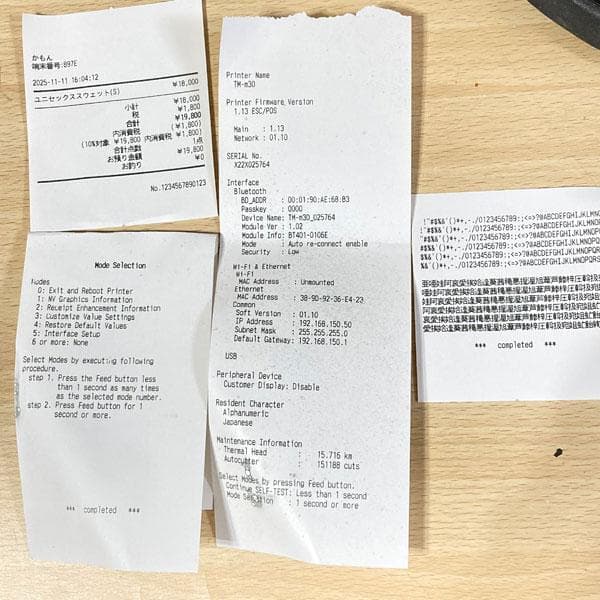 かもん
端末番号:897E
2025-11-11 16:04:12
ユニセックススウェット(S) ¥18,000
小計 ¥18,000
税 ¥1,800
合計 ¥19,800
内消費税 (¥1,800)
(10%対象 ¥19,800 内消費税 ¥1,800)
合計点数 1点
お預り金額 ¥19,800
お釣り ¥0
No.1234567890123
Mode Selection
Modes
0: Exit and Reboot Printer
1: NV Graphics Information
2: Receipt Enhancement Information
3: Customize Value Settings
4: Restore Default Values
5: Interface Setup
6 or more: None
Select Modes by executing following
procedure.
step 1. Press the Feed button less
than 1 second as many times
as the selected mode number.
step 2. Press Feed button for 1
second or more.
*** completed ***
Printer Name
TM-m30
Printer Firmware Version
1.13 ESC/POS
Main : 1.13
Network : 01.10
SERIAL No.
X22X025764
Interface
Bluetooth
BD_ADDR : 00:01:90:AE:68:B3
Passkey : 0000
Device Name: TM-m30_025764
Module Ver : 1.02
Module Info: BT401-0106E
Mode : Auto re-connect enable
Security : Low
Wi-Fi & Ethernet
Wi-Fi
MAC Address : Unmounted
Ethernet
MAC Address : 38-9D-92-36-E4-23
Common
Soft Version : 01.10
IP Address : 192.168.150.50
Subnet Mask : 255.255.255.0
Default Gateway: 192.168.150.1
USB
Peripheral Device
Customer Display: Disable
Resident Character
Alphanumeric
Japanese
Maintenance Information
Thermal Head : 15.716 km
Autocutter : 151188 cuts
Select Modes by pressing Feed button.
Continue SELF-TEST: Less than 1 second
Mode Selection : 1 second or more
!"#$%&'()*+,-./0123456789:;<=>?@ABCDEFGHIJKLMNO
"#$%&'()*+,-./0123456789:;<=>?@ABCDEFGHIJKLMNOP
#$%&'()*+,-./0123456789:;<=>?@ABCDEFGHIJKLMNOPQ
$%&'()*+,-./0123456789:;<=>?@ABCDEFGHIJKLMNOPQR
%&'()*+,-./0123456789:;<=>?@ABCDEFGHIJKLMNOPQRS
*** completed ***